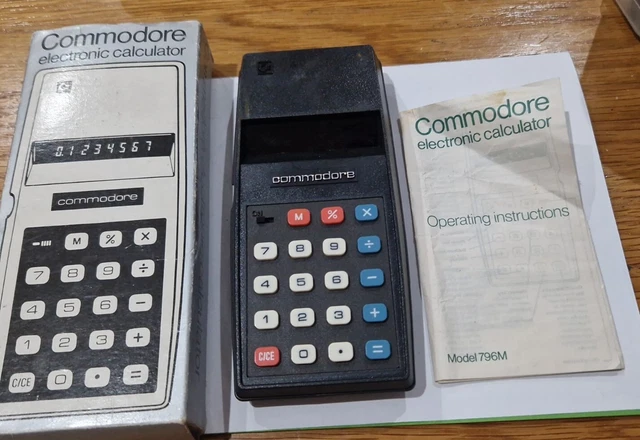 Commodore
electronic calculator
0.1234567
commodore
M % X
7 8 9 ÷
4 5 6 −
1 2 3 +
C/CE 0 • =
commodore
M % X
7 8 9 ÷
4 5 6 −
1 2 3 +
C/CE 0 • =
Commodore
electronic calculator
Operating instructions
Model 796M